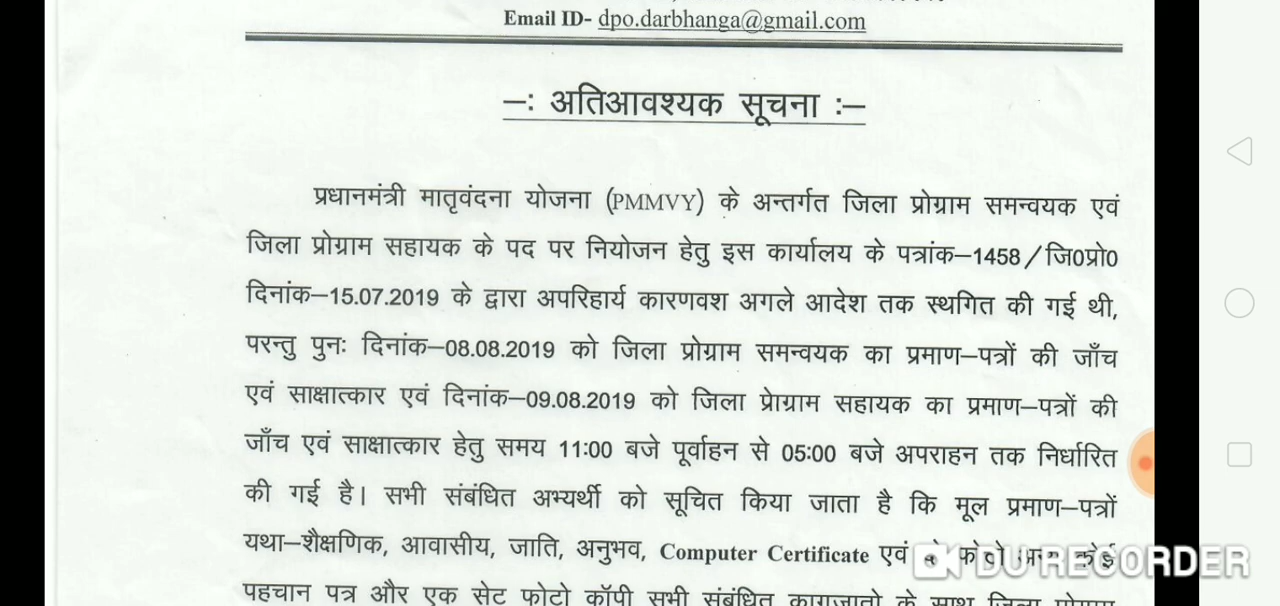 Email ID- dpo.darbhanga@gmail.com
–: अतिआवश्यक सूचना :–
प्रधानमंत्री मातृवंदना योजना (PMMVY) के अन्तर्गत जिला प्रोग्राम समन्वयक एवं
जिला प्रोग्राम सहायक के पद पर नियोजन हेतु इस कार्यालय के पत्रांक–1458 / जि0प्रो0
दिनांक–15.07.2019 के द्वारा अपरिहार्य कारणवश अगले आदेश तक स्थगित की गई थी,
परन्तु पुनः दिनांक–08.08.2019 को जिला प्रोग्राम समन्वयक का प्रमाण–पत्रों की जाँच
एवं साक्षात्कार एवं दिनांक–09.08.2019 को जिला प्रोग्राम सहायक का प्रमाण–पत्रों की
जाँच एवं साक्षात्कार हेतु समय 11:00 बजे पूर्वाहन से 05:00 बजे अपराहन तक निर्धारित
की गई है। सभी संबंधित अभ्यर्थी को सूचित किया जाता है कि मूल प्रमाण–पत्रों
यथा–शैक्षणिक, आवासीय, जाति, अनुभव, Computer Certificate एवं दो फोटो अन्य कोई
DU RECORDER
पहचान पत्र और एक सेट फोटो कॉपी सभी संबंधित कागजातो के साथ जिला प्रोग्राम